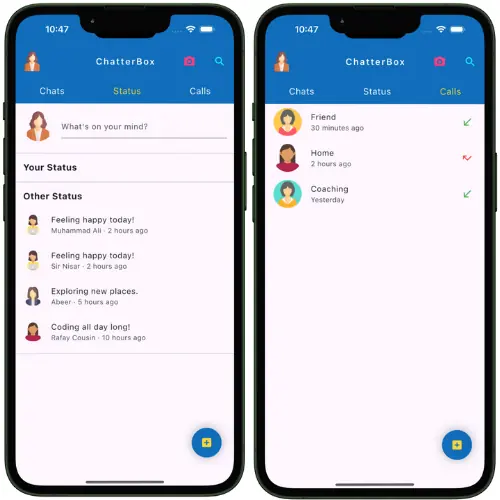 10:47
ChatterBox
Chats Status Calls
What's on your mind?
Your Status
Other Status
Feeling happy today!
Muhammad Ali · 2 hours ago
Feeling happy today!
Sir Nisar · 2 hours ago
Exploring new places.
Abeer · 5 hours ago
Coding all day long!
Rafay Cousin · 10 hours ago
10:47
ChatterBox
Chats Status Calls
Friend
30 minutes ago
Home
2 hours ago
Coaching
Yesterday